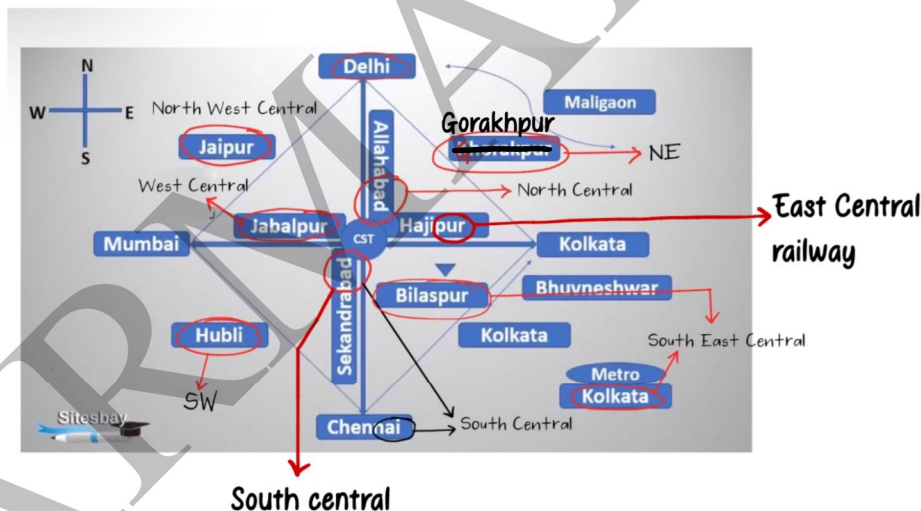 N
W E
S
Delhi
Maligaon
North West Central
Jaipur
Gorakhpur
NE
Allahabad
West Central
North Central
East Central
railway
Jabalpur
Hajipur
Mumbai
CST
Kolkata
Sekandrabad
Bilaspur
Bhuvneshwar
Hubli
Kolkata
South East Central
SW
Metro
Kolkata
Sitesbay
Chennai
South Central
South central